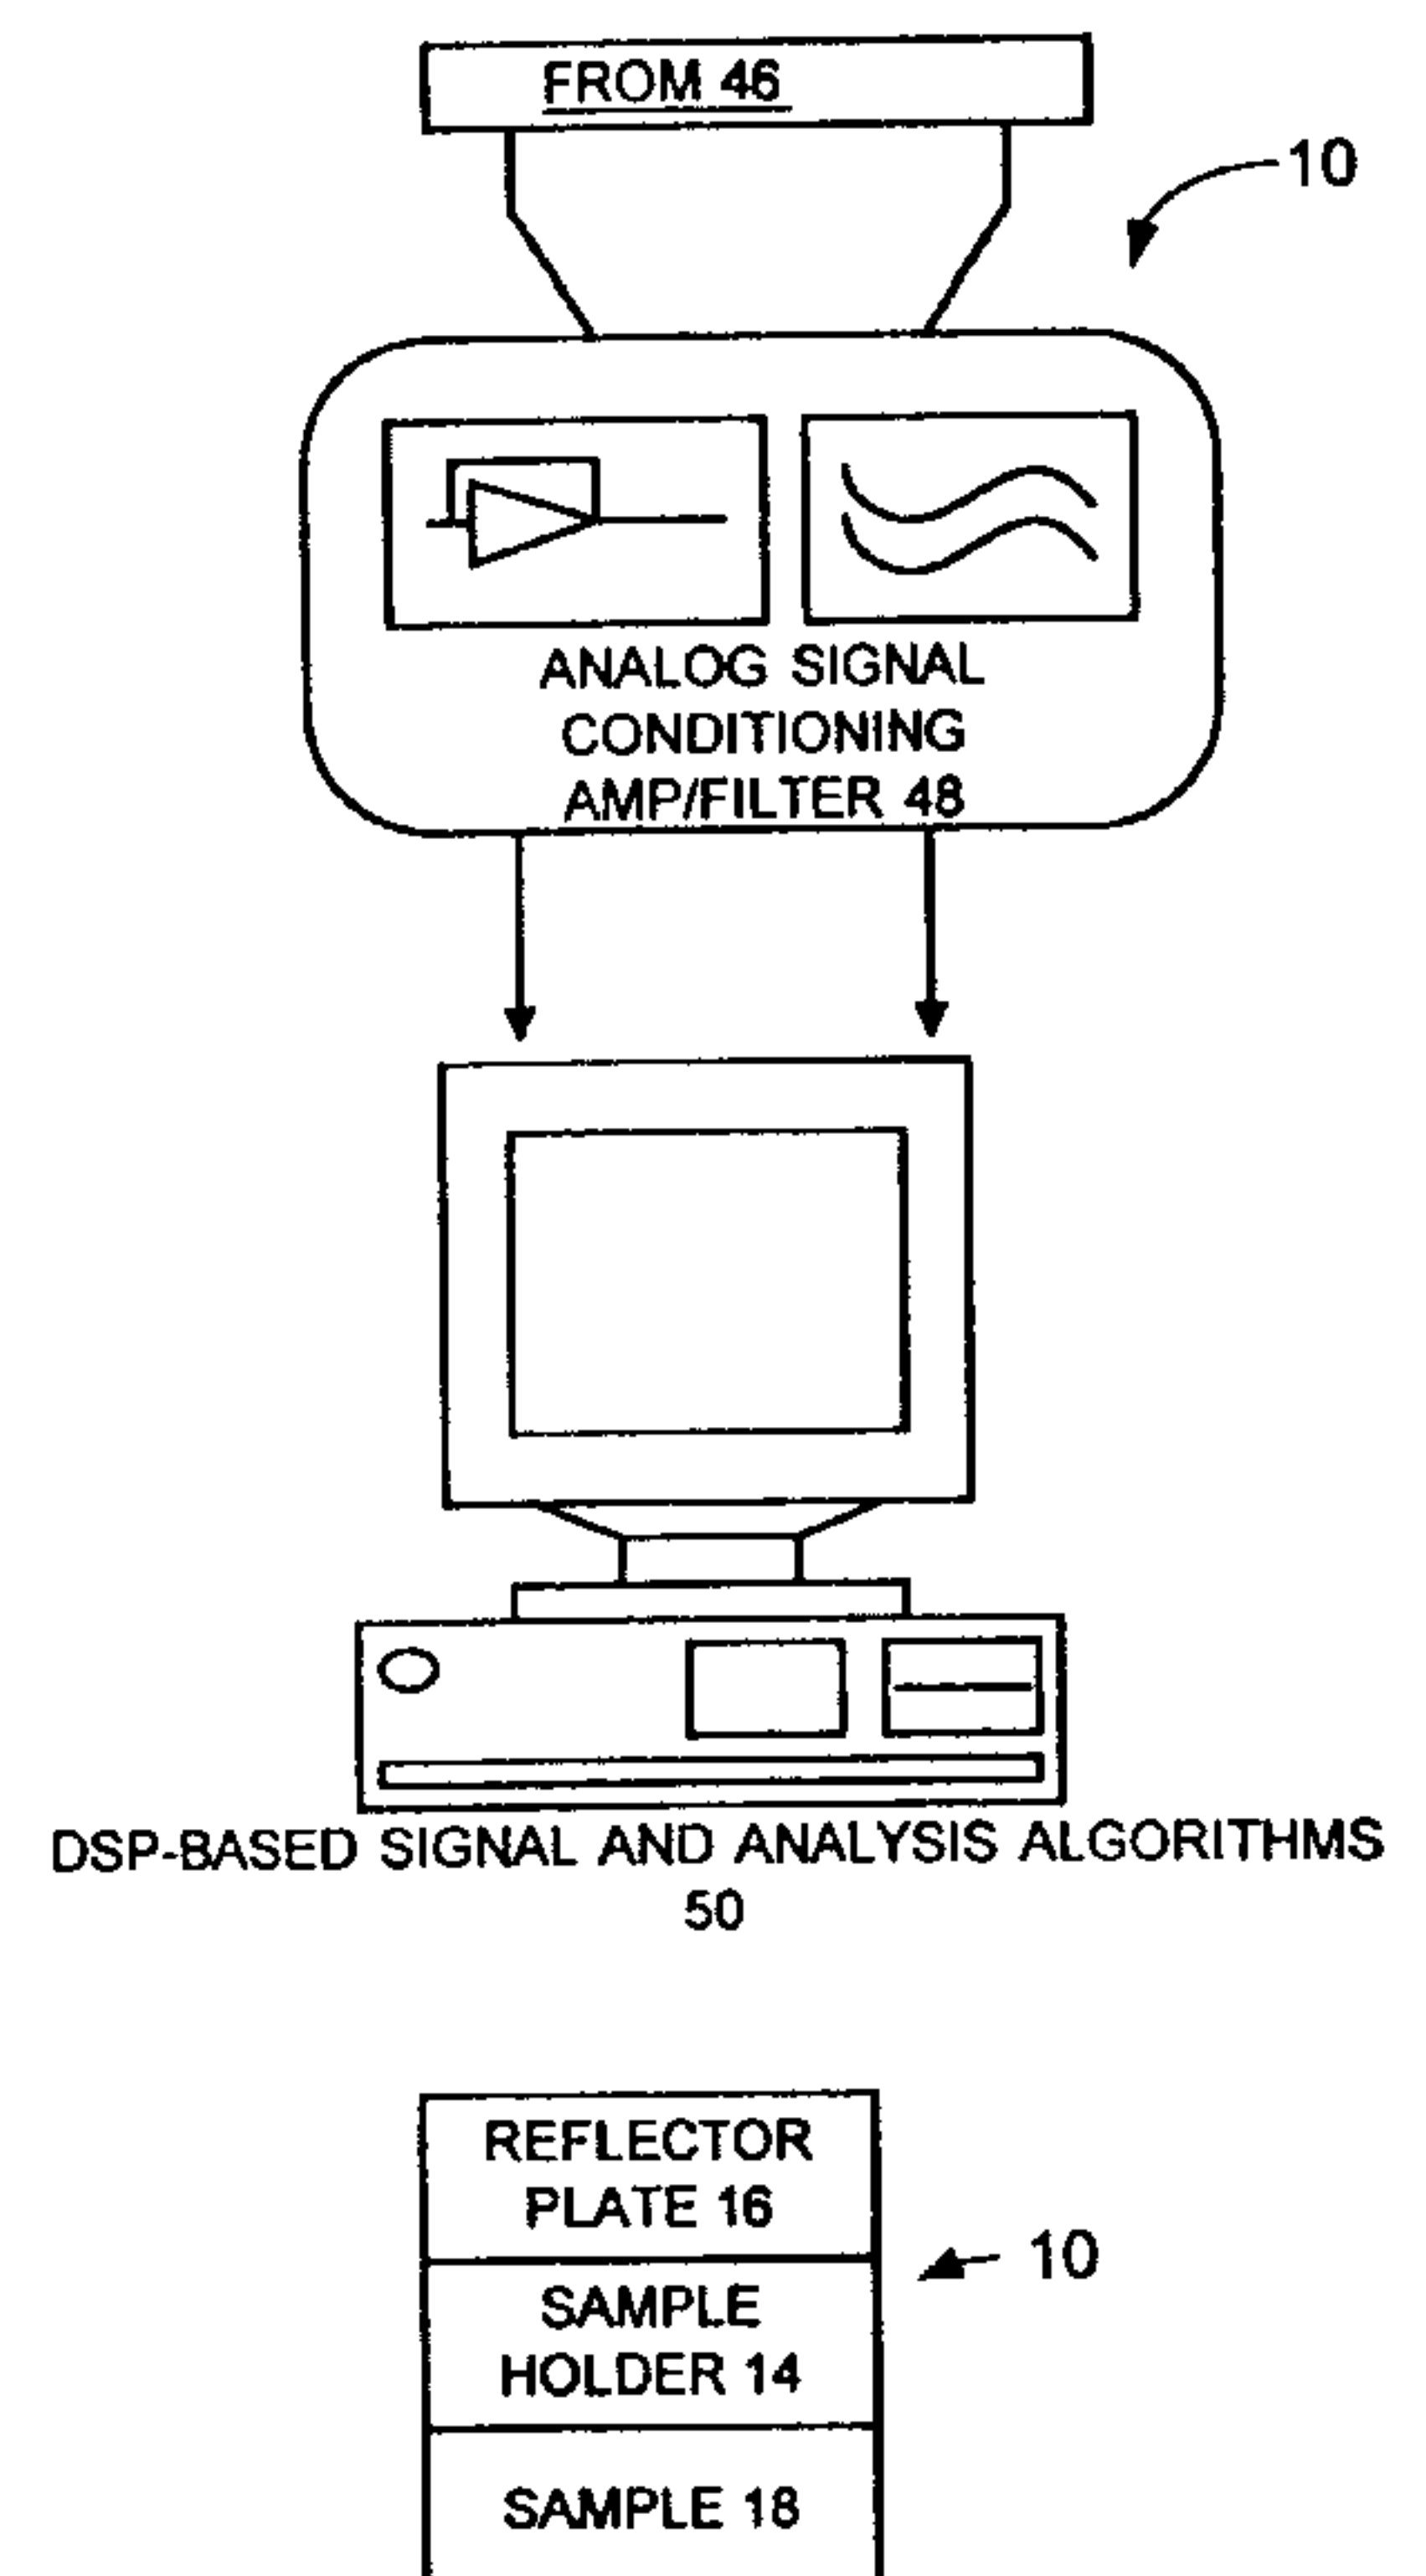 FROM 46
10
ANALOG SIGNAL
CONDITIONING
AMP/FILTER 48
DSP-BASED SIGNAL AND ANALYSIS ALGORITHMS
50
REFLECTOR
PLATE 16
10
SAMPLE
HOLDER 14
SAMPLE 18